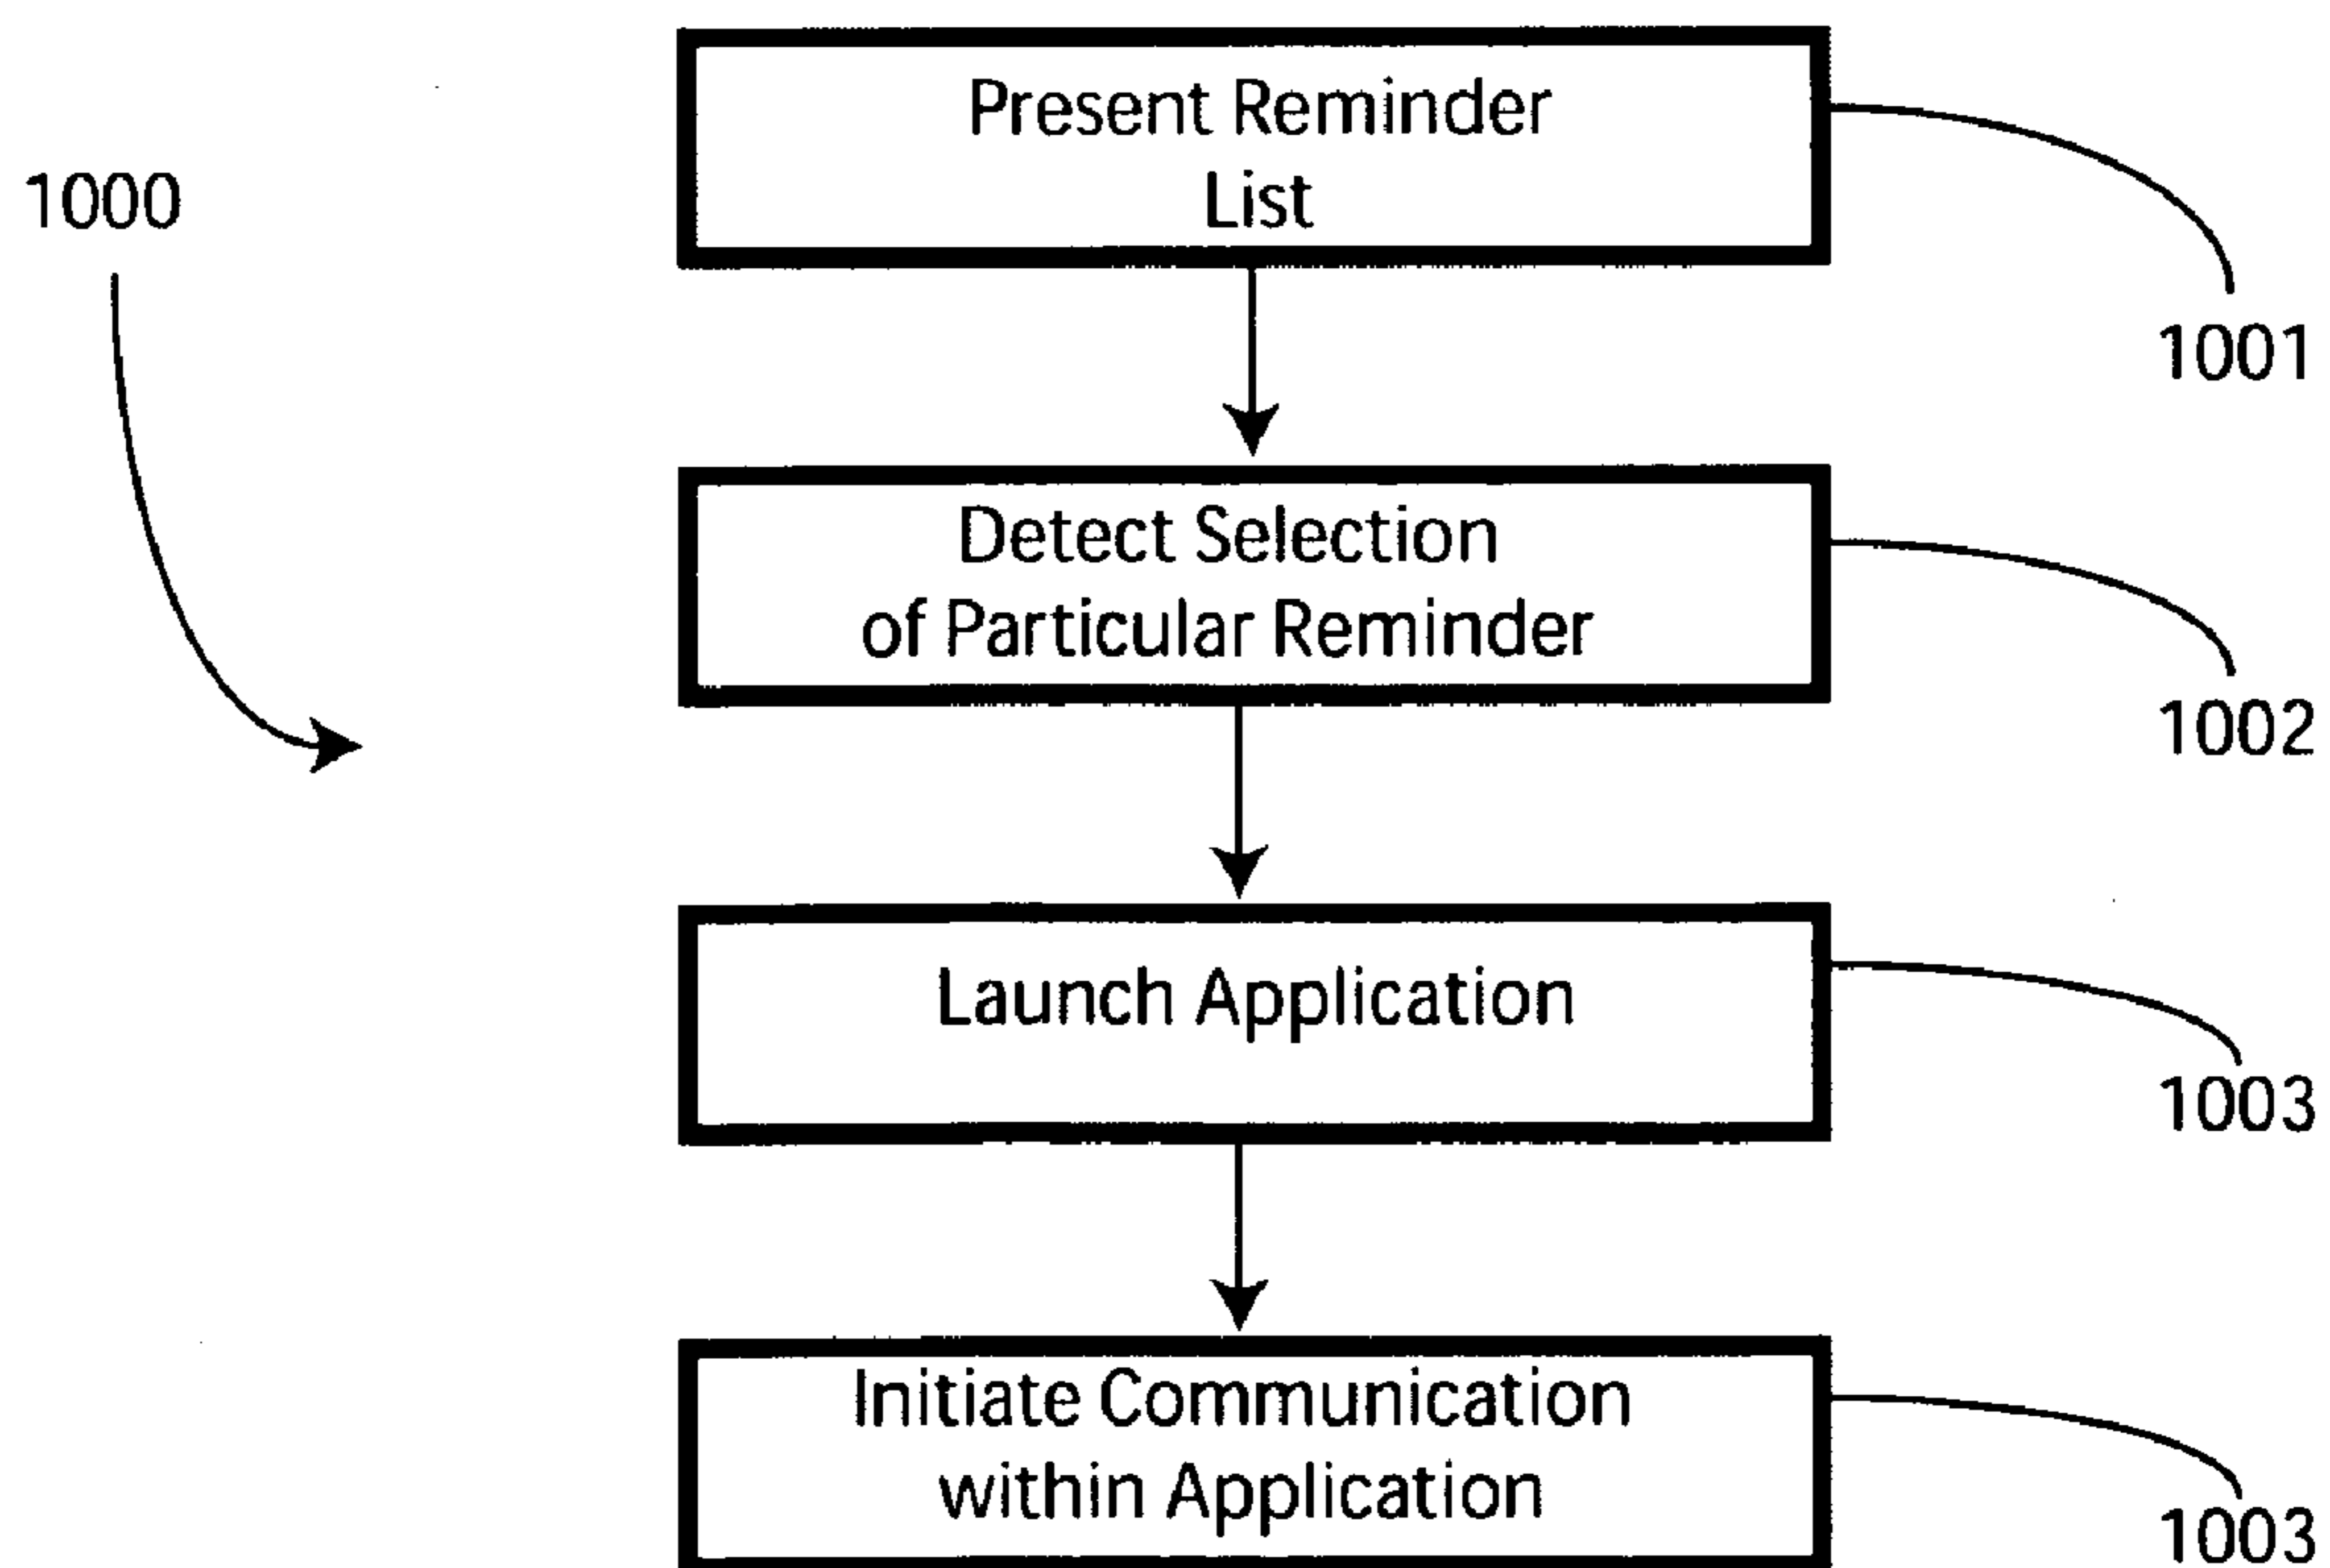 Present Reminder
List
1000
1001
Detect Selection
of Particular Reminder
1002
Launch Application
1003
Initiate Communication
within Application
1003